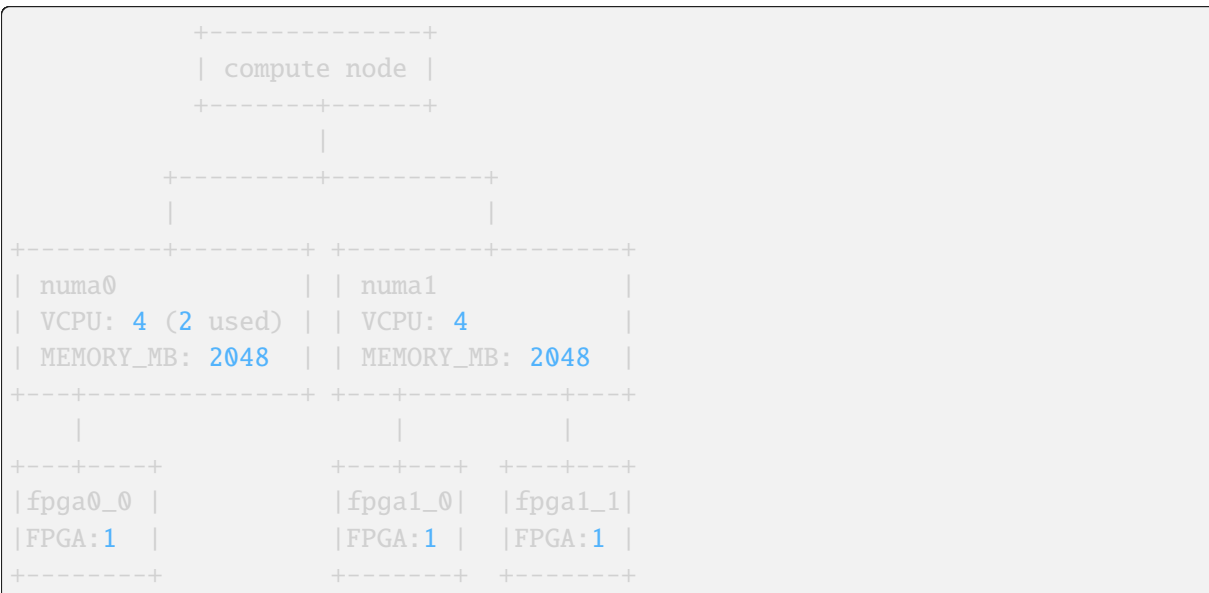 +--------------+
                | compute node |
                +-------+------+
                        |
              +---------+----------+
              |                    |
+---------+--------+ +---------+---------+
| numa0            | | numa1             |
| VCPU: 4 (2 used) | | VCPU: 4           |
| MEMORY_MB: 2048  | | MEMORY_MB: 2048   |
+---+--------------+ +---+----------+---+
    |                    |          |
+---+----+           +---+---+  +---+---+
|fpga0_0 |           |fpga1_0|  |fpga1_1|
|FPGA:1  |           |FPGA:1 |  |FPGA:1 |
+--------+           +-------+  +-------+